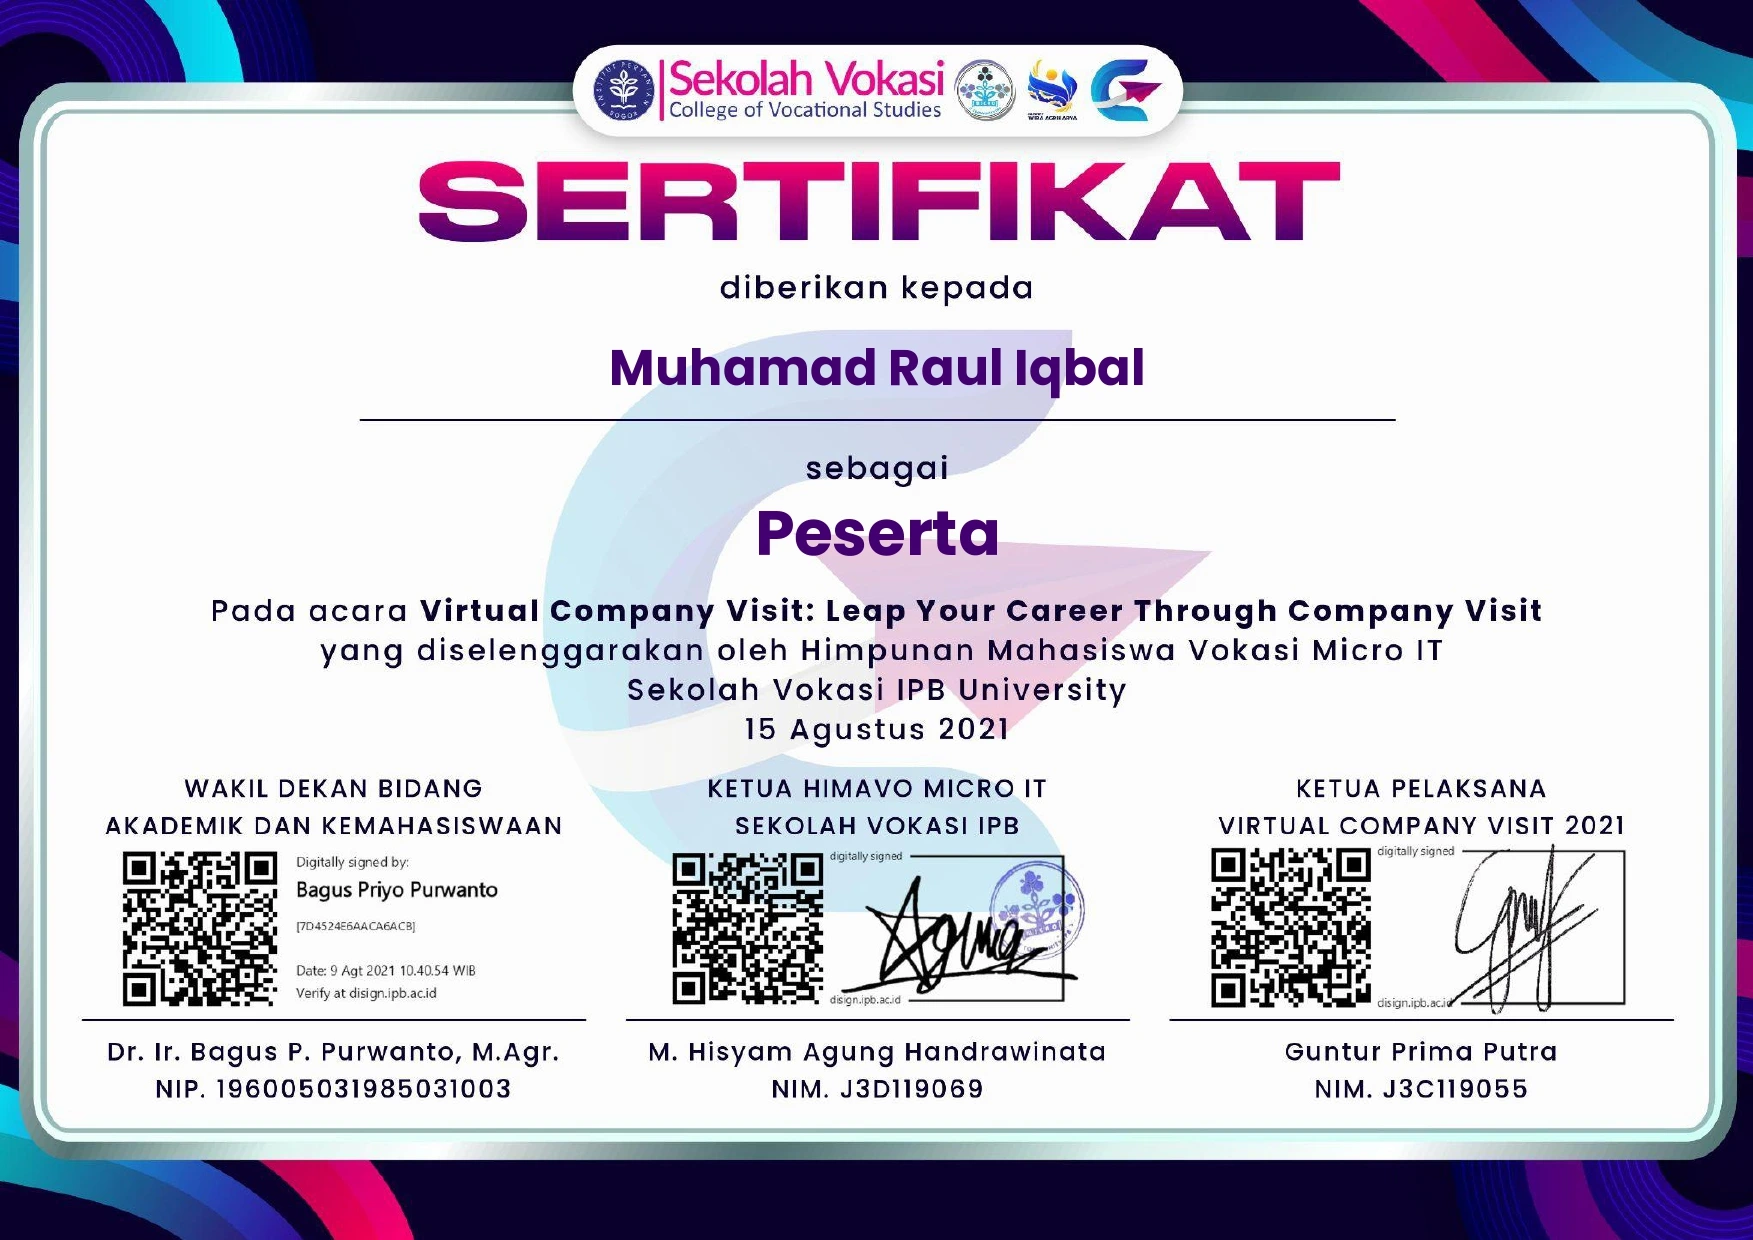 Sekolah Vokasi
College of Vocational Studies
SERTIFIKAT
diberikan kepada
Muhamad Raul Iqbal
sebagai
Peserta
Pada acara Virtual Company Visit: Leap Your Career Through Company Visit
yang diselenggarakan oleh Himpunan Mahasiswa Vokasi Micro IT
Sekolah Vokasi IPB University
15 Agustus 2021
WAKIL DEKAN BIDANG
AKADEMIK DAN KEMAHASISWAAN
Digitally signed by:
Bagus Priyo Purwanto
[7D4524E6AACA6ACB]
Date: 9 Agt 2021 10.40.54 WIB
Verify at disign.ipb.ac.id
Dr. Ir. Bagus P. Purwanto, M.Agr.
NIP. 196005031985031003
KETUA HIMAVO MICRO IT
SEKOLAH VOKASI IPB
digitally signed
disign.ipb.ac.id
M. Hisyam Agung Handrawinata
NIM. J3D119069
KETUA PELAKSANA
VIRTUAL COMPANY VISIT 2021
digitally signed
disign.ipb.ac.id
Guntur Prima Putra
NIM. J3C119055